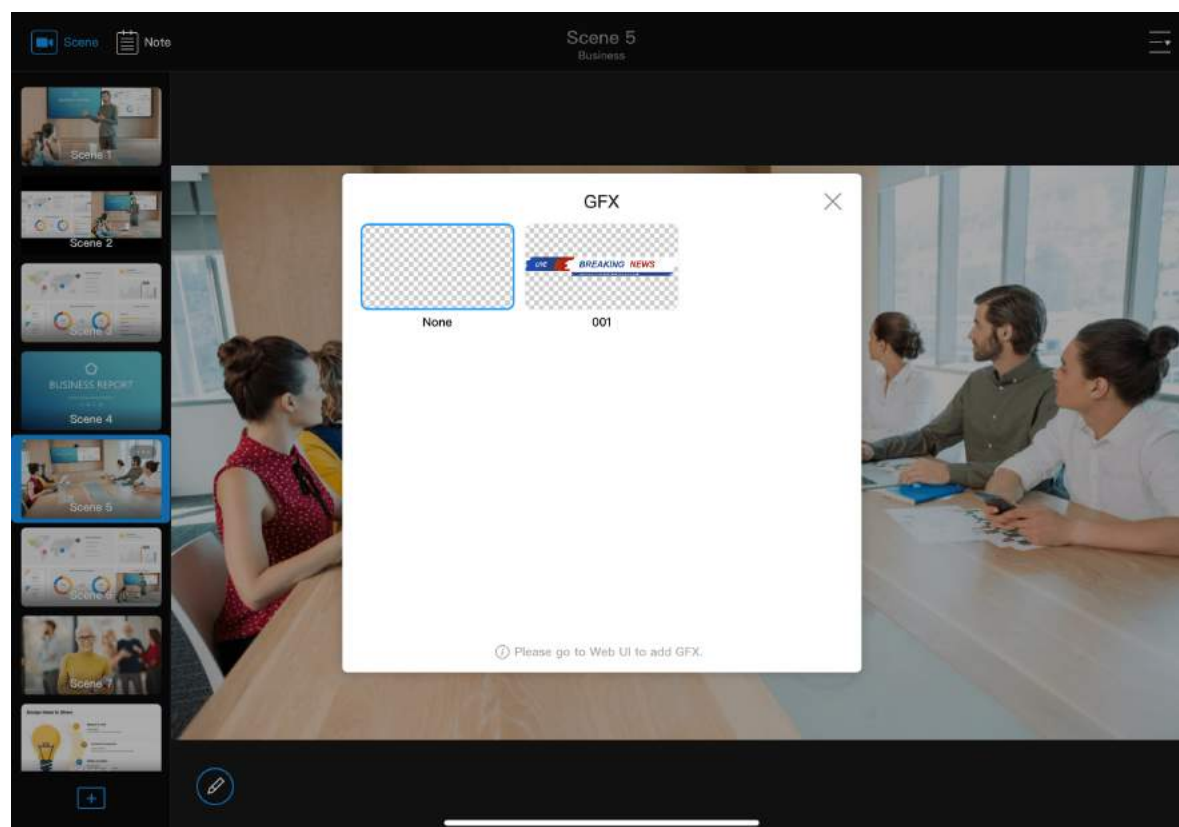 Scene
Note
Scene 5
Business
Scene 1
Scene 2
Scene 3
BUSINESS REPORT
Scene 4
Scene 5
Scene 6
Scene 7
GFX
LIVE BREAKING NEWS
None
001
Please go to Web UI to add GFX.